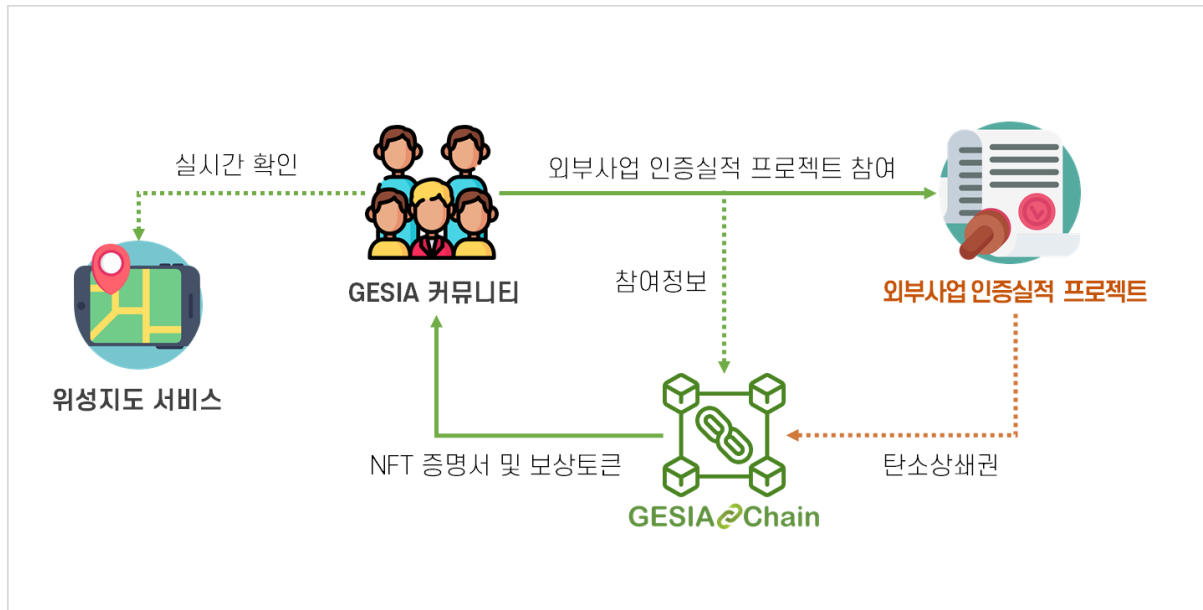 실시간 확인
외부사업 인증실적 프로젝트 참여
GESIA 커뮤니티
참여정보
외부사업 인증실적 프로젝트
위성지도 서비스
NFT 증명서 및 보상토큰
탄소상쇄권
GESIA Chain